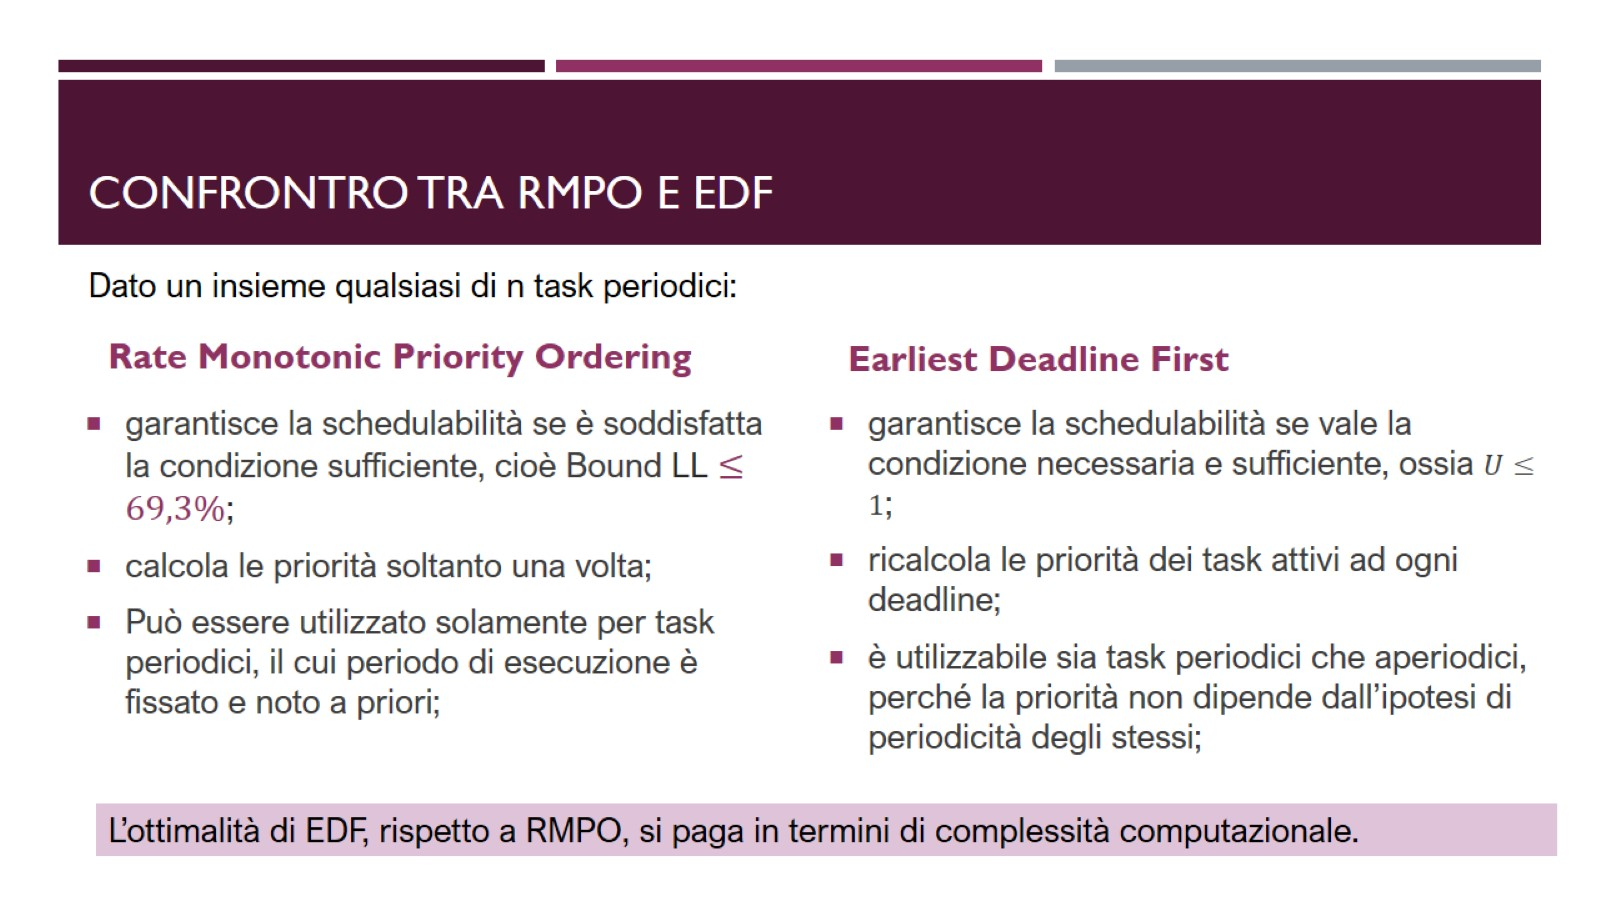 CONFRONTRO TRA RMPO E EDF
Dato un insieme qualsiasi di n task periodici:
Rate Monotonic Priority Ordering
▪ garantisce la schedulabilità se è soddisfatta
la condizione sufficiente, cioè Bound LL ≤
69,3%;
▪ calcola le priorità soltanto una volta;
▪ Può essere utilizzato solamente per task
periodici, il cui periodo di esecuzione è
fissato e noto a priori;
Earliest Deadline First
▪ garantisce la schedulabilità se vale la
condizione necessaria e sufficiente, ossia U ≤
1;
▪ ricalcola le priorità dei task attivi ad ogni
deadline;
▪ è utilizzabile sia task periodici che aperiodici,
perché la priorità non dipende dall'ipotesi di
periodicità degli stessi;
L'ottimalità di EDF, rispetto a RMPO, si paga in termini di complessità computazionale.